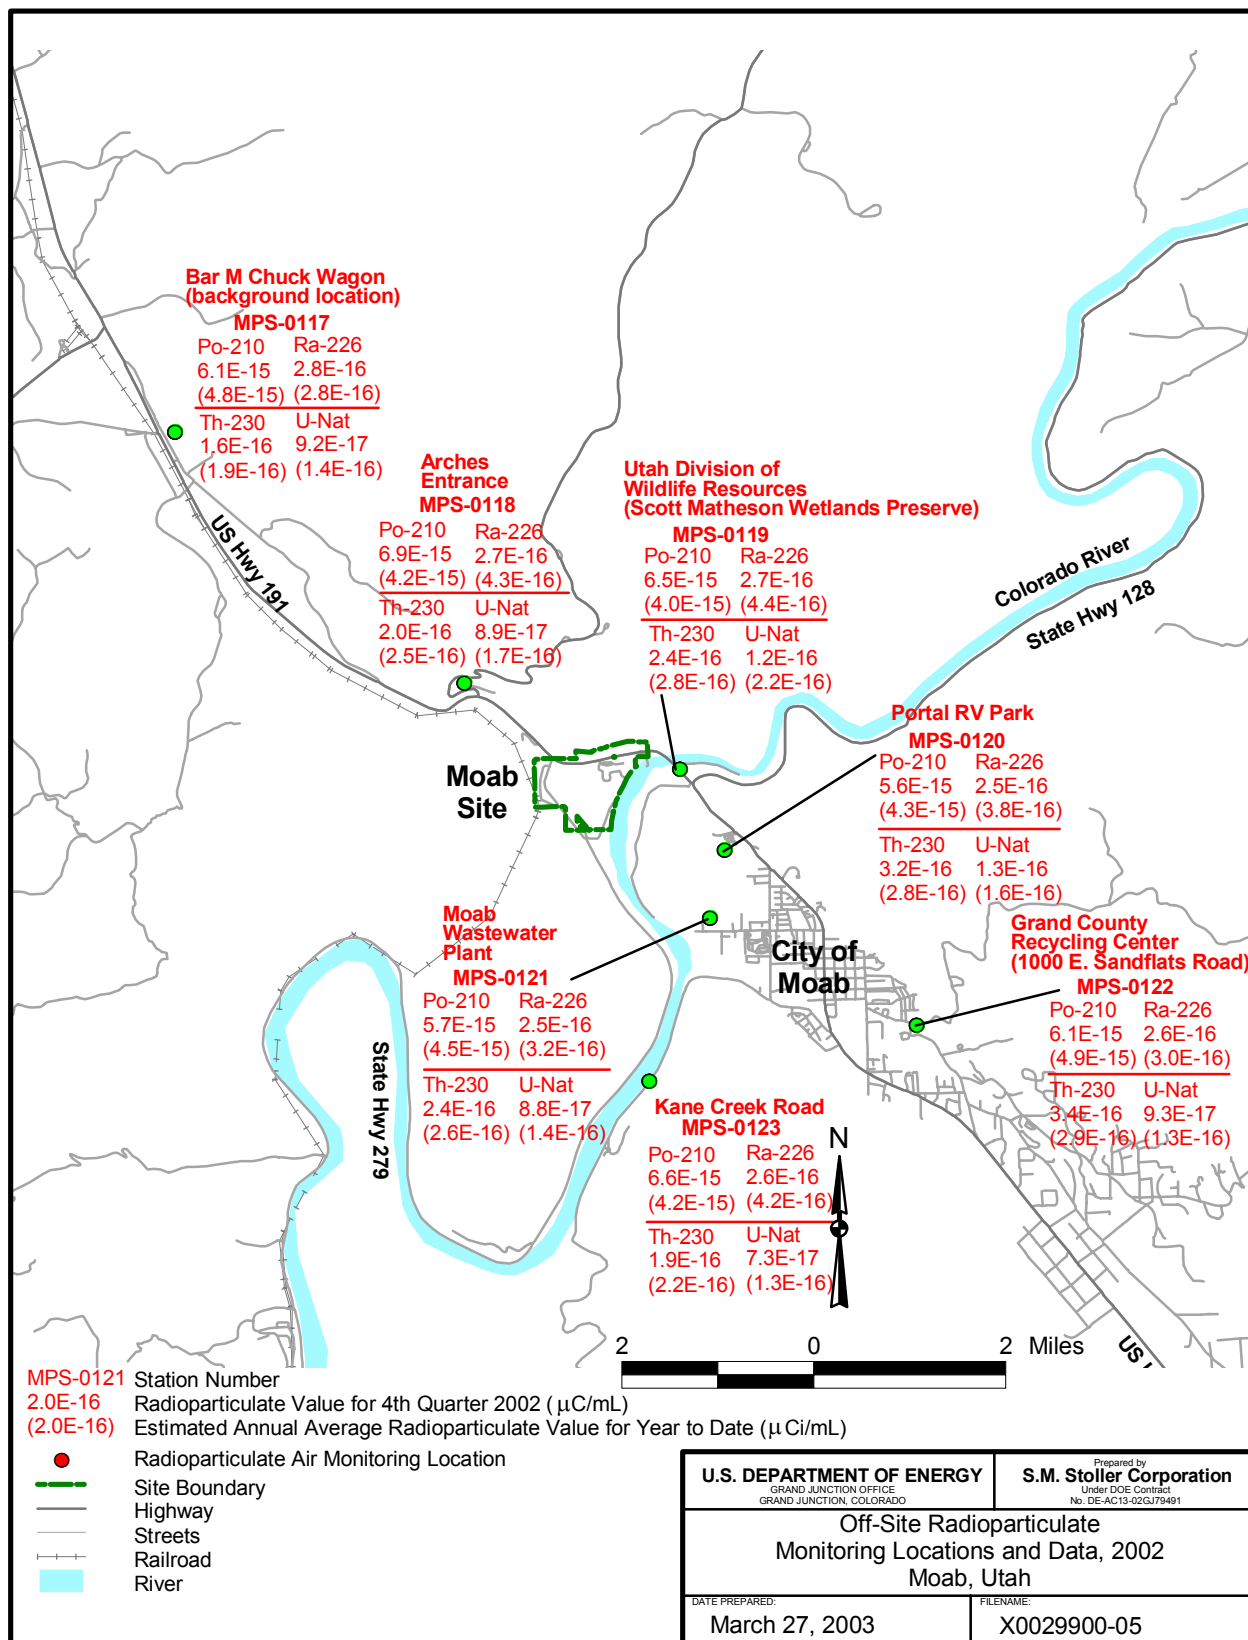 Bar M Chuck Wagon
(background location)
MPS-0117
Po-210 Ra-226
6.1E-15 2.8E-16
(4.8E-15) (2.8E-16)
Th-230 U-Nat
1.6E-16 9.2E-17
(1.9E-16) (1.4E-16)
US Hwy 191
Arches
Entrance
MPS-0118
Po-210 Ra-226
6.9E-15 2.7E-16
(4.2E-15) (4.3E-16)
Th-230 U-Nat
2.0E-16 8.9E-17
(2.5E-16) (1.7E-16)
Utah Division of
Wildlife Resources
(Scott Matheson Wetlands Preserve)
MPS-0119
Po-210 Ra-226
6.5E-15 2.7E-16
(4.0E-15) (4.4E-16)
Th-230 U-Nat
2.4E-16 1.2E-16
(2.8E-16) (2.2E-16)
Colorado River
State Hwy 128
Portal RV Park
MPS-0120
Po-210 Ra-226
5.6E-15 2.5E-16
(4.3E-15) (3.8E-16)
Th-230 U-Nat
3.2E-16 1.3E-16
(2.8E-16) (1.6E-16)
Moab
Site
Moab
Wastewater
Plant
MPS-0121
Po-210 Ra-226
5.7E-15 2.5E-16
(4.5E-15) (3.2E-16)
Th-230 U-Nat
2.4E-16 8.8E-17
(2.6E-16) (1.4E-16)
City of
Moab
Grand County
Recycling Center
(1000 E. Sandflats Road)
MPS-0122
Po-210 Ra-226
6.1E-15 2.6E-16
(4.9E-15) (3.0E-16)
Th-230 U-Nat
3.4E-16 9.3E-17
(2.9E-16) (1.3E-16)
State Hwy 279
Kane Creek Road
MPS-0123
Po-210 Ra-226
6.6E-15 2.6E-16
(4.2E-15) (4.2E-16)
Th-230 U-Nat
1.9E-16 7.3E-17
(2.2E-16) (1.3E-16)
N
US
2 0 2 Miles
MPS-0121 Station Number
2.0E-16 Radioparticulate Value for 4th Quarter 2002 (μC/mL)
(2.0E-16) Estimated Annual Average Radioparticulate Value for Year to Date (μCi/mL)
Radioparticulate Air Monitoring Location
Site Boundary
Highway
Streets
Railroad
River
U.S. DEPARTMENT OF ENERGY
GRAND JUNCTION OFFICE
GRAND JUNCTION, COLORADO
Prepared by
S.M. Stoller Corporation
Under DOE Contract
No. DE-AC13-02GJ79491
Off-Site Radioparticulate
Monitoring Locations and Data, 2002
Moab, Utah
DATE PREPARED:
March 27, 2003
FILENAME:
X0029900-05